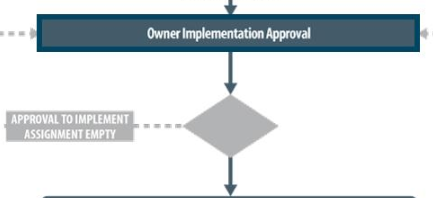 Owner Implementation Approval
APPROVAL TO IMPLEMENT
ASSIGNMENT EMPTY